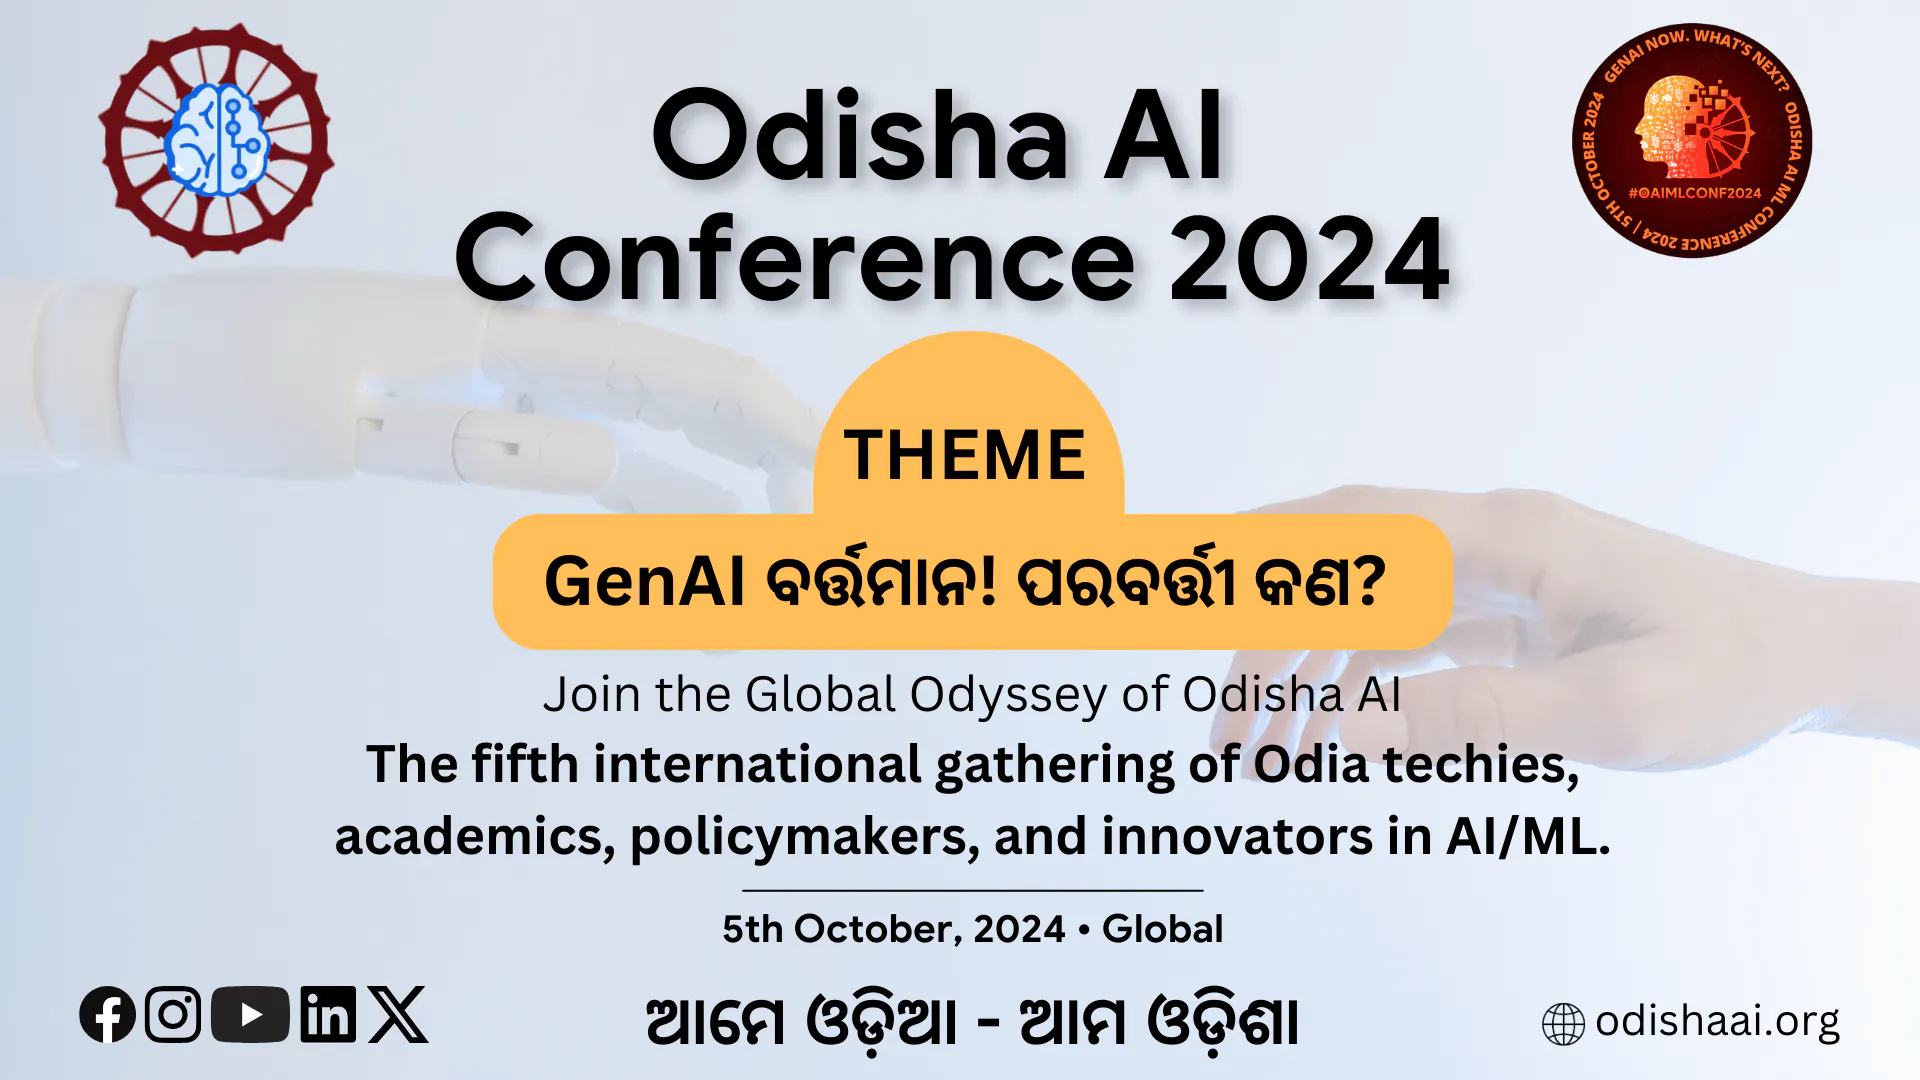 Odisha AI
Conference 2024
GENAI NOW. WHAT'S NEXT? ODISHA AI ML CONFERENCE 2024 | 5TH OCTOBER 2024
#OAIMLCONF2024
THEME
GenAI ବର୍ତ୍ତମାନ! ପରବର୍ତ୍ତୀ କଣ?
Join the Global Odyssey of Odisha AI
The fifth international gathering of Odia techies,
academics, policymakers, and innovators in AI/ML.
5th October, 2024 • Global
ଆମେ ଓଡ଼ିଆ - ଆମ ଓଡ଼ିଶା
odishaai.org